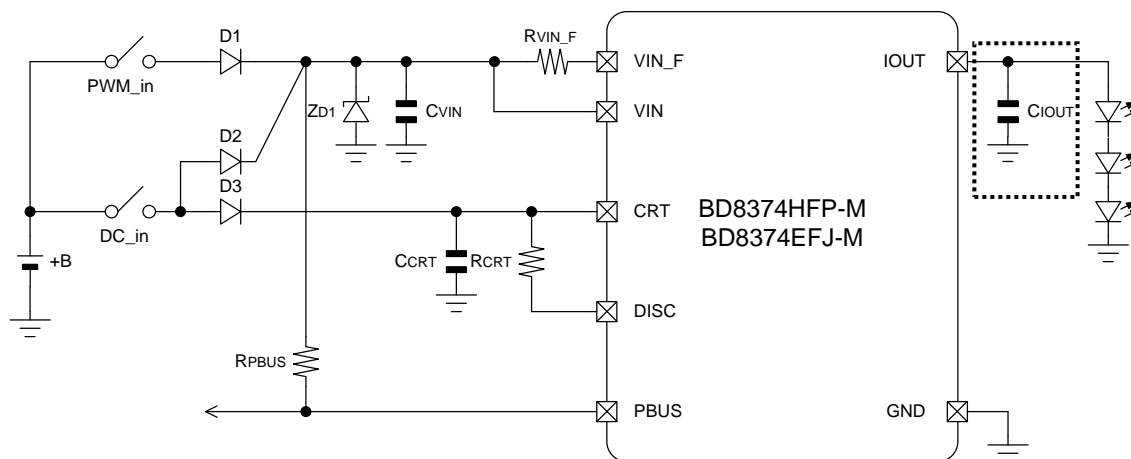 D1
RVIN_F
VIN_F
IOUT
PWM_in
ZD1
CVIN
VIN
CIOUT
D2
D3
CRT
BD8374HFP-M
BD8374EFJ-M
DC_in
+B
CCRT
RCRT
DISC
RPBUS
PBUS
GND